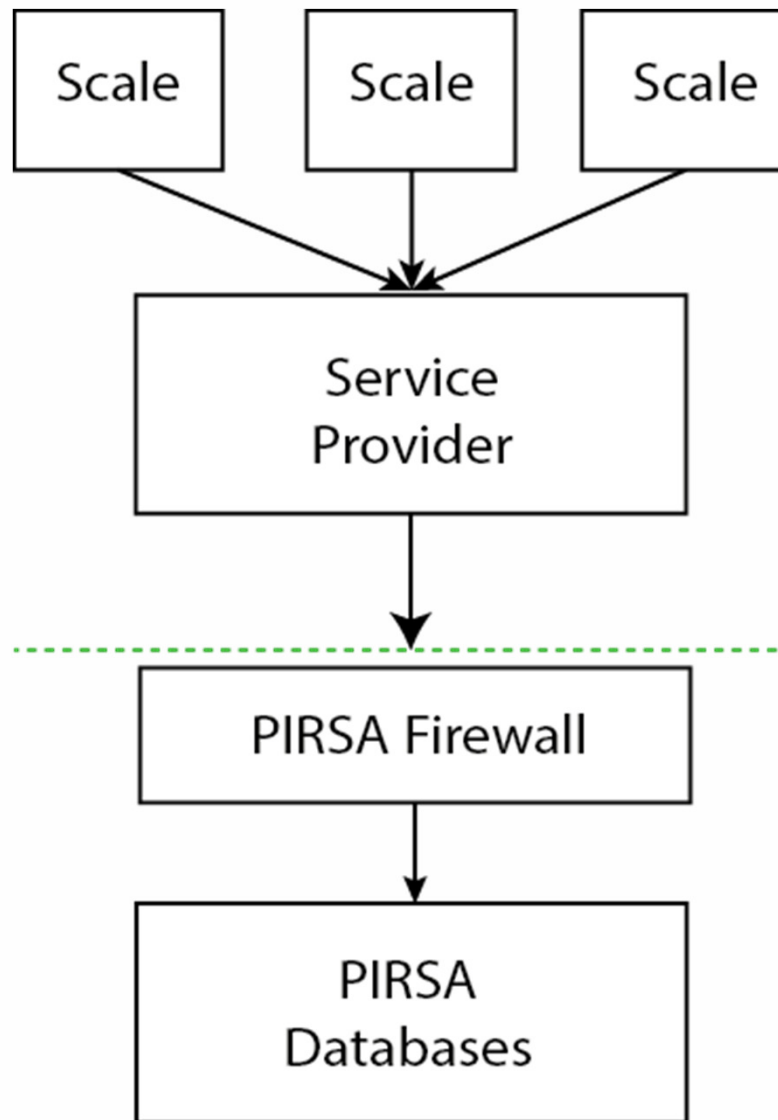 Scale
Scale
Scale
Service
Provider
PIRSA Firewall
PIRSA
Databases